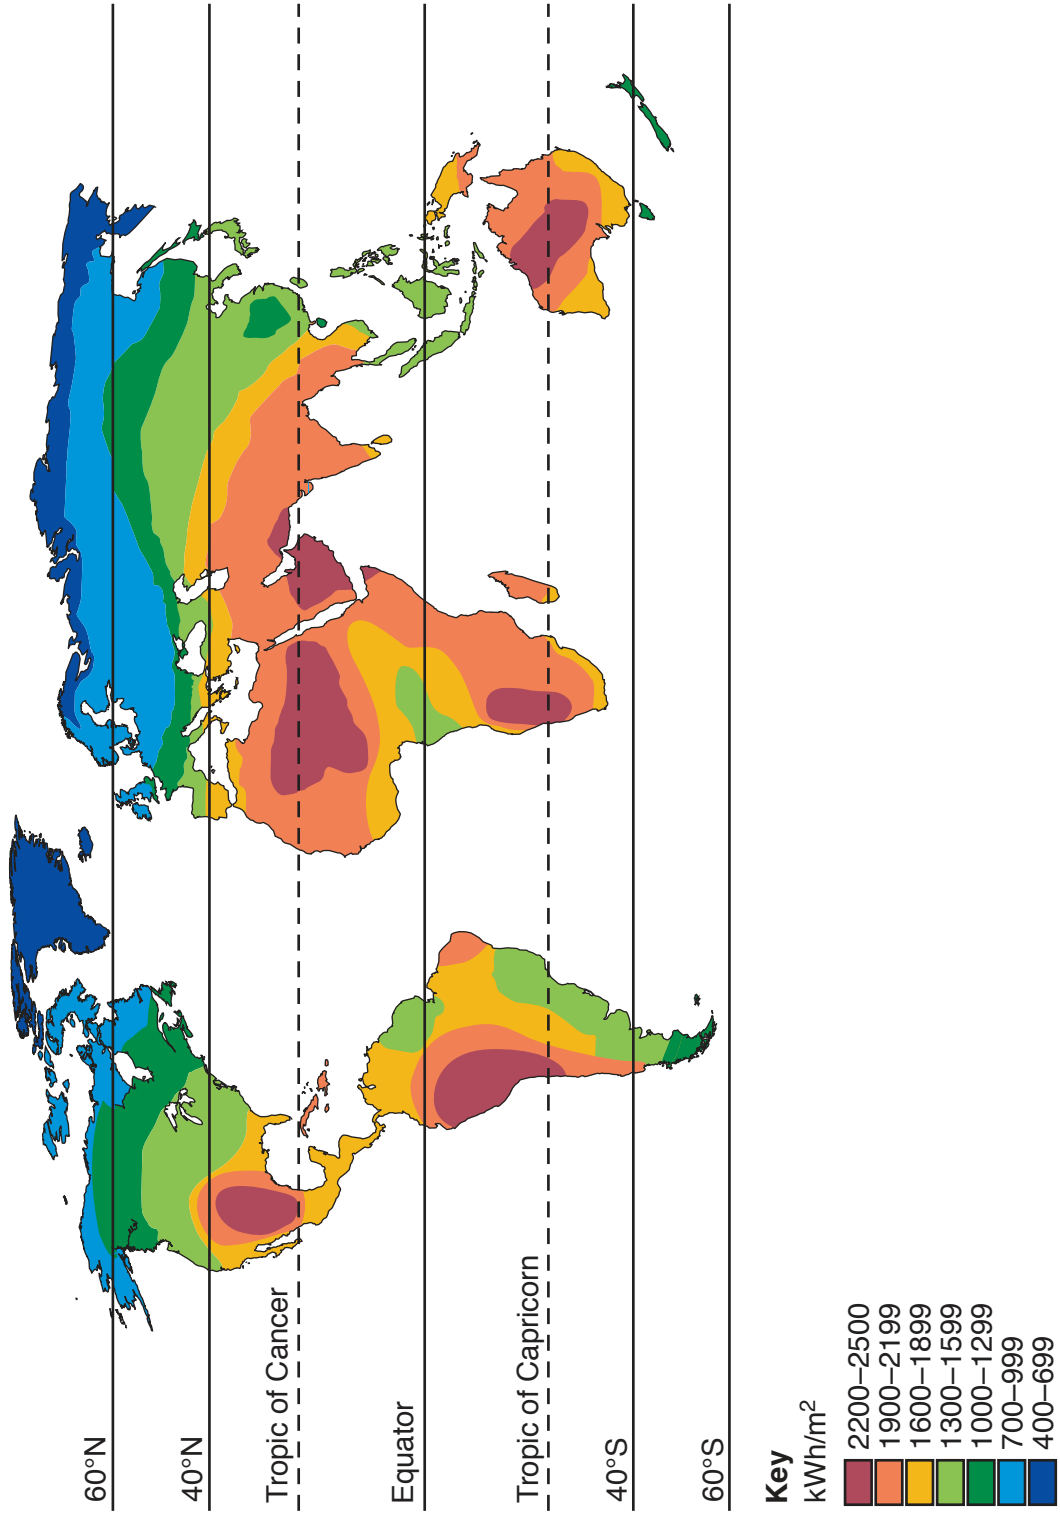 60°N
40°N
Tropic of Cancer
Equator
Tropic of Capricorn
40°S
60°S
Key
kWh/m²
2200–2500
1900–2199
1600–1899
1300–1599
1000–1299
700–999
400–699